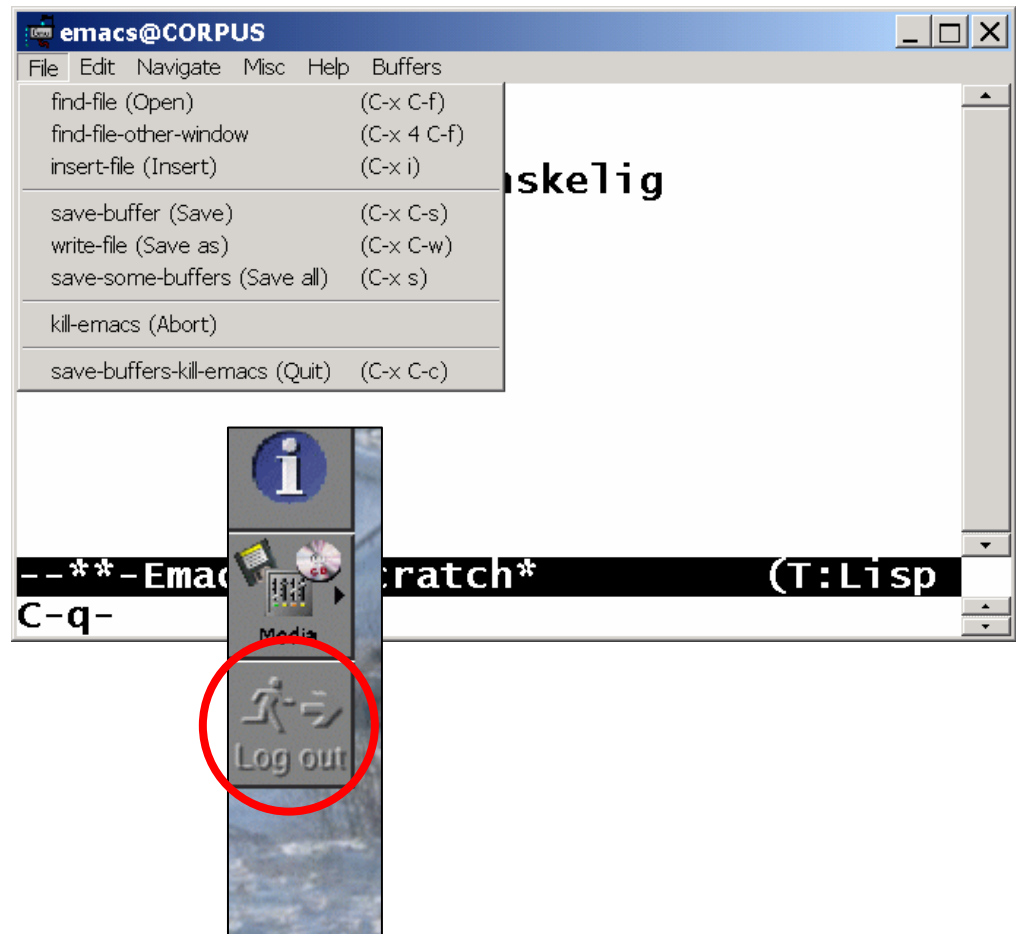 emacs@CORPUS
File Edit Navigate Misc Help Buffers
find-file (Open) (C-x C-f)
find-file-other-window (C-x 4 C-f)
insert-file (Insert) (C-x i)
skelig
save-buffer (Save) (C-x C-s)
write-file (Save as) (C-x C-w)
save-some-buffers (Save all) (C-x s)
kill-emacs (Abort)
save-buffers-kill-emacs (Quit) (C-x C-c)
--**-Emac ratch* (T:Lisp
C-q-
Media
Log out